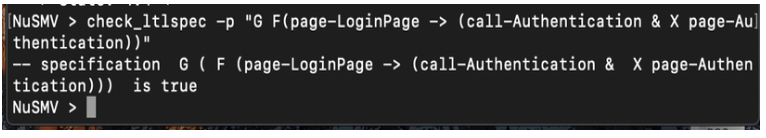 [NuSMV > check_ltlspec -p "G F(page-LoginPage -> (call-Authentication & X page-Au]
thentication))"
-- specification  G ( F (page-LoginPage -> (call-Authentication &  X page-Authen
tication)))  is true
NuSMV >